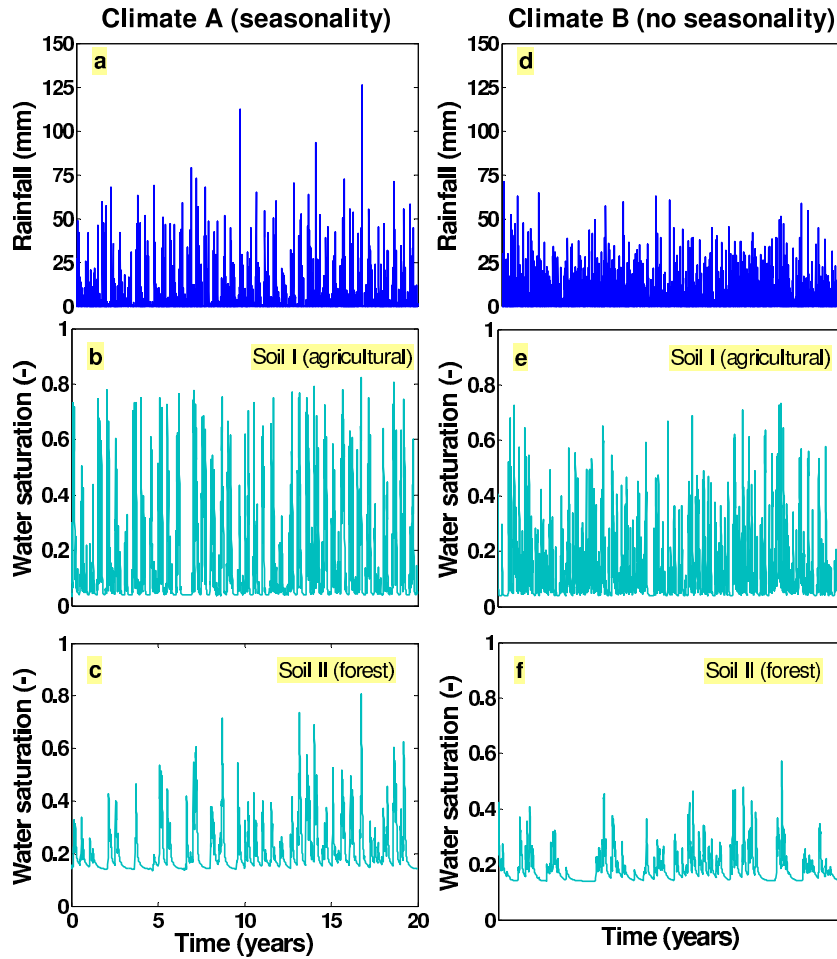 Climate A (seasonality)
Climate B (no seasonality)
a
150
125
100
75
50
25
0
Rainfall (mm)
d
150
125
100
75
50
25
0
Rainfall (mm)
b
Soil I (agricultural)
1
0.8
0.6
0.4
0.2
0
Water saturation (-)
e
Soil I (agricultural)
1
0.8
0.6
0.4
0.2
0
Water saturation (-)
c
Soil II (forest)
1
0.8
0.6
0.4
0.2
0
Water saturation (-)
0 5 10 15 20
Time (years)
f
Soil II (forest)
1
0.8
0.6
0.4
0.2
0
Water saturation (-)
Time (years)